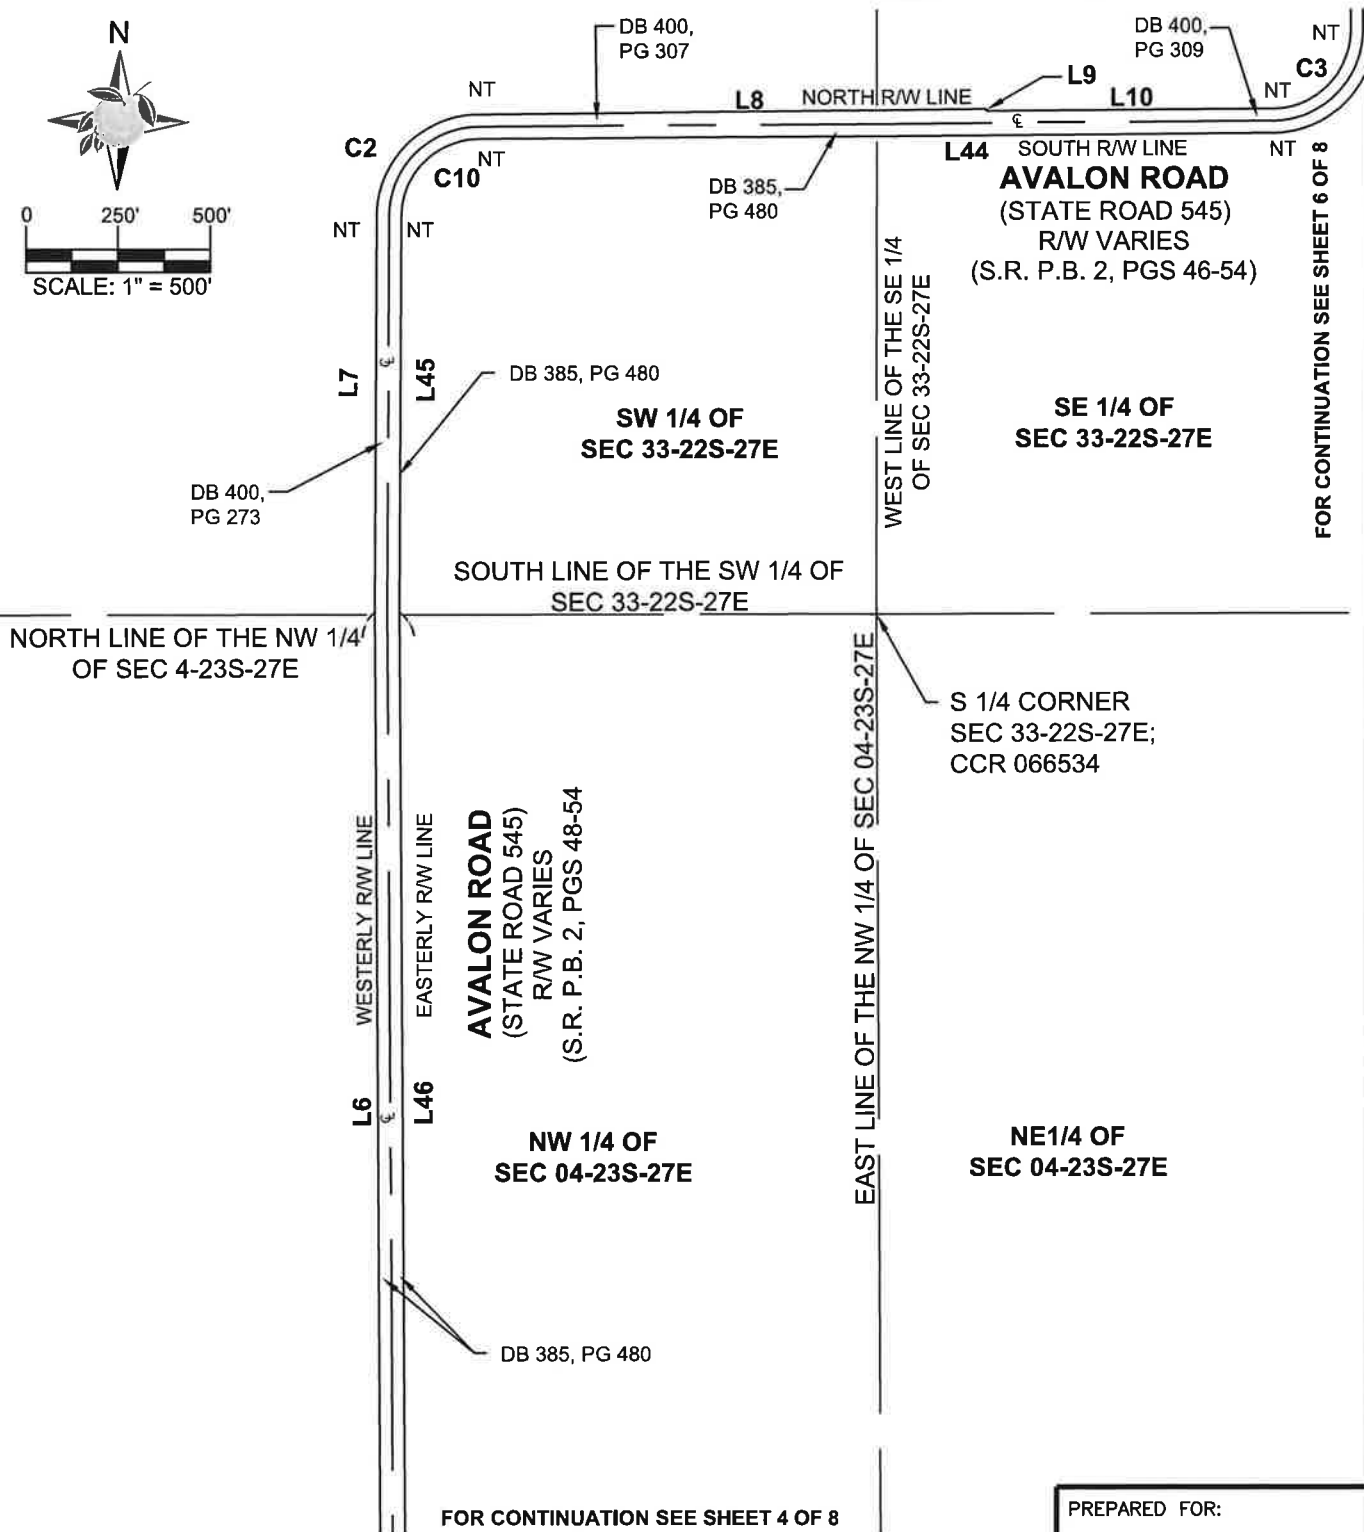 N
0 250' 500'
SCALE: 1" = 500'
DB 400,
PG 307
DB 400,
PG 309
NT
C3
NT
L9
L8
NORTH R/W LINE
L10
NT
C2
C10
NT
℄
L44
SOUTH R/W LINE
NT
DB 385,
PG 480
AVALON ROAD
(STATE ROAD 545)
R/W VARIES
(S.R. P.B. 2, PGS 46-54)
FOR CONTINUATION SEE SHEET 6 OF 8
NT
NT
WEST LINE OF THE SE 1/4
OF SEC 33-22S-27E
L7
℄
L45
DB 385, PG 480
SW 1/4 OF
SEC 33-22S-27E
SE 1/4 OF
SEC 33-22S-27E
DB 400,
PG 273
SOUTH LINE OF THE SW 1/4 OF
SEC 33-22S-27E
NORTH LINE OF THE NW 1/4
OF SEC 4-23S-27E
S 1/4 CORNER
SEC 33-22S-27E;
CCR 066534
EAST LINE OF THE NW 1/4 OF SEC 04-23S-27E
WESTERLY R/W LINE
EASTERLY R/W LINE
AVALON ROAD
(STATE ROAD 545)
R/W VARIES
(S.R. P.B. 2, PGS 48-54
L6
℄
L46
NW 1/4 OF
SEC 04-23S-27E
NE1/4 OF
SEC 04-23S-27E
DB 385, PG 480
FOR CONTINUATION SEE SHEET 4 OF 8
PREPARED FOR: